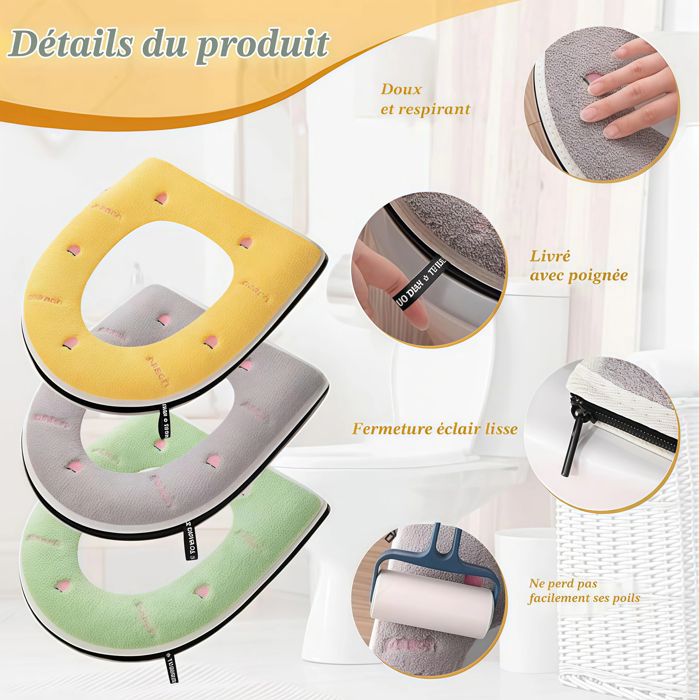 Détails du produit
Doux
et respirant
Livré
avec poignée
Fermeture éclair lisse
Ne perd pas
facilement ses poils